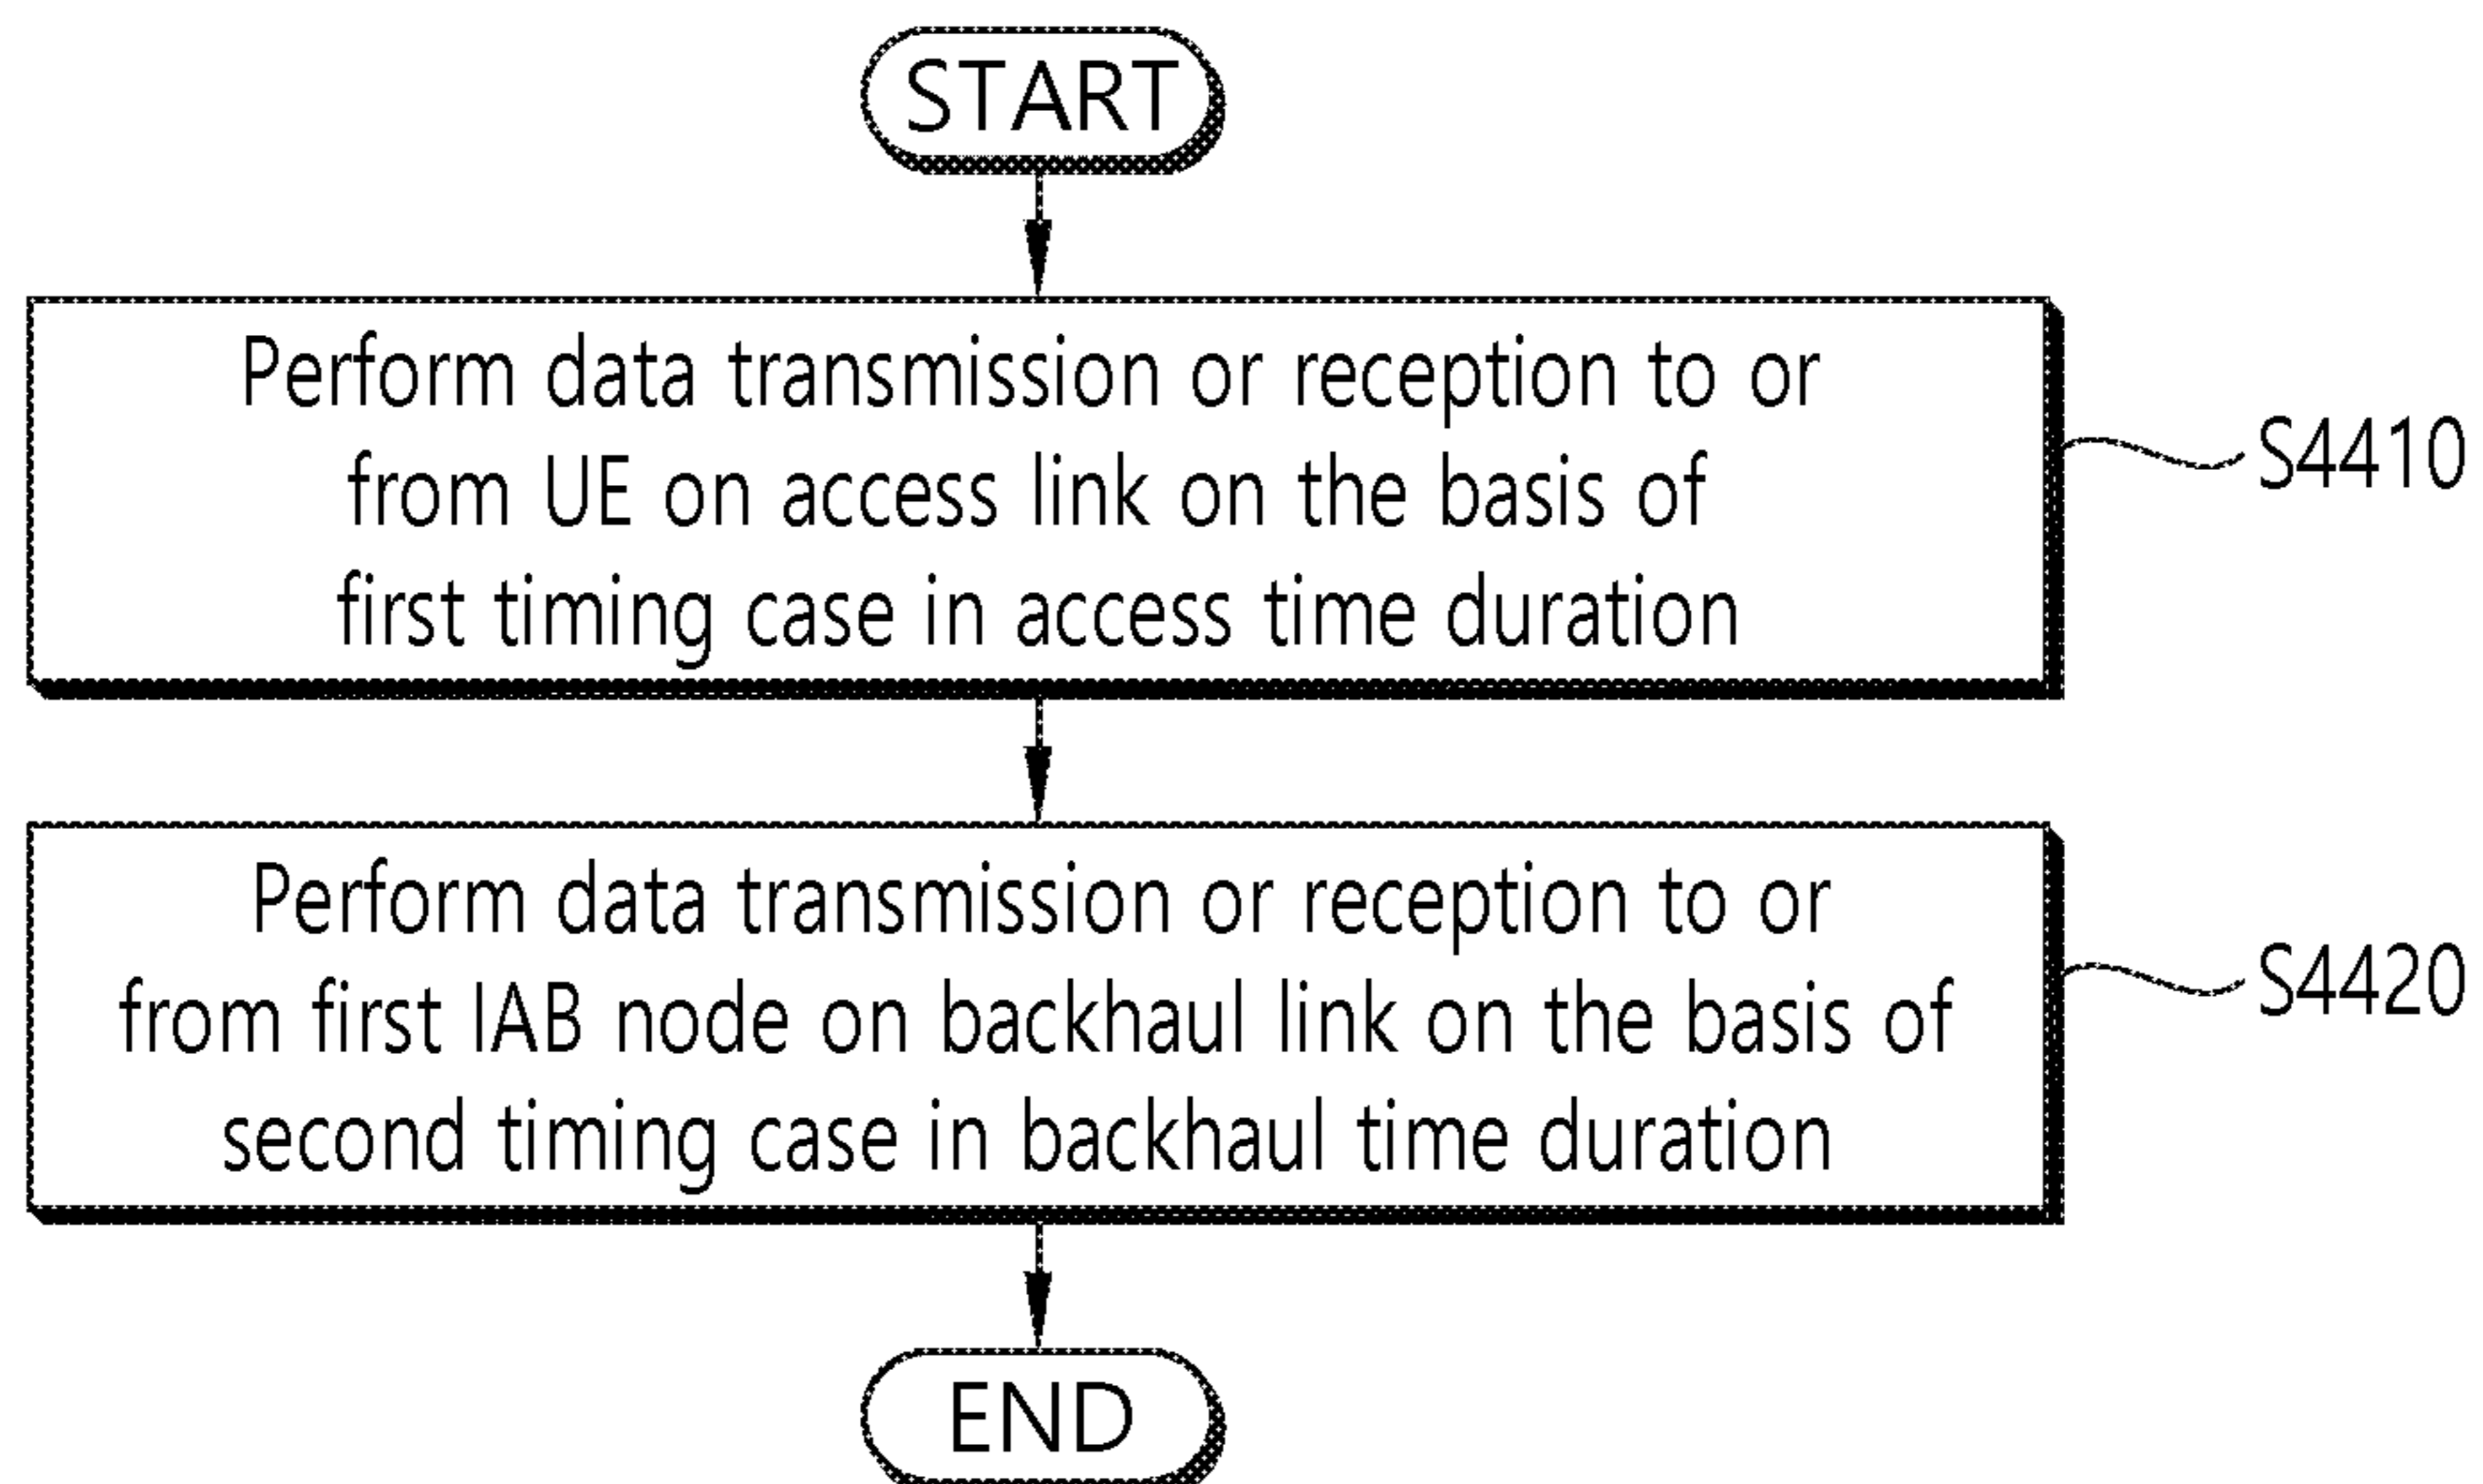 START
Perform data transmission or reception to or
from UE on access link on the basis of
first timing case in access time duration
S4410
Perform data transmission or reception to or
from first IAB node on backhaul link on the basis of
second timing case in backhaul time duration
S4420
END